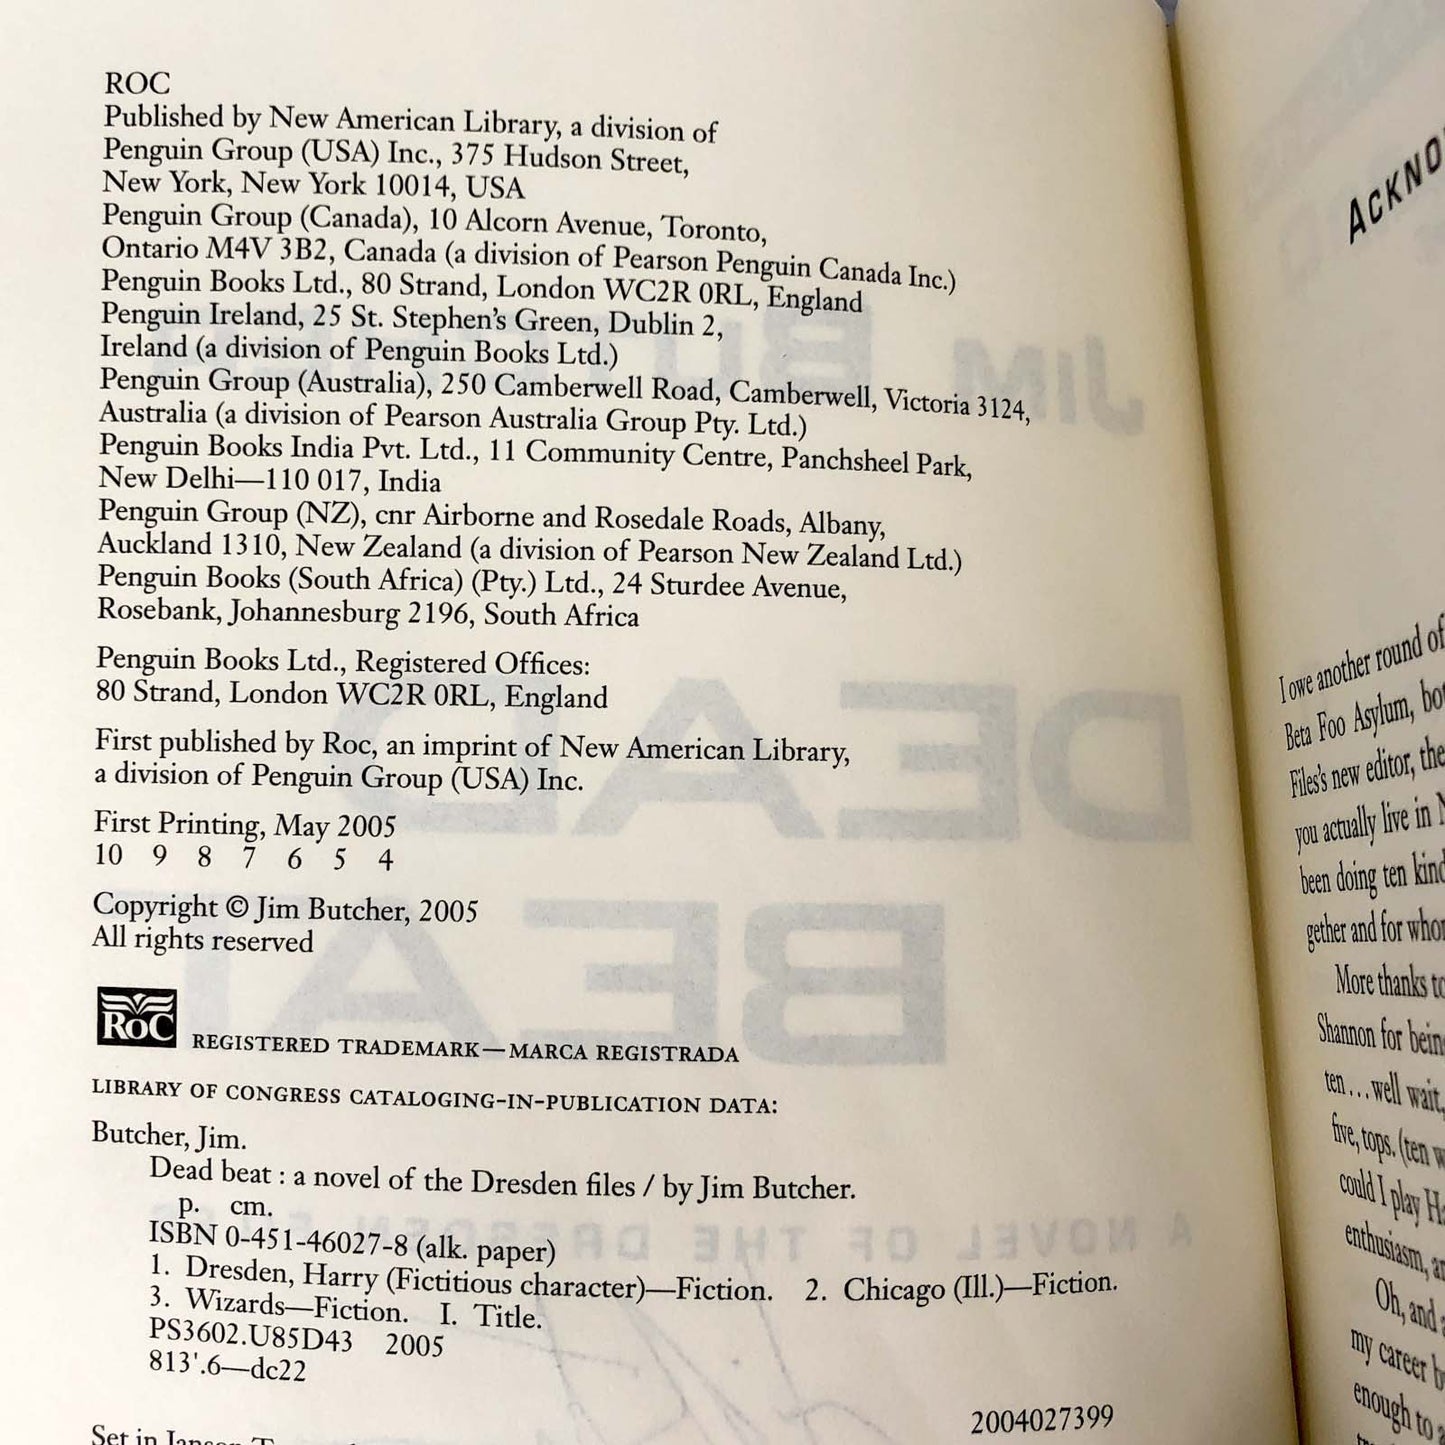 ROC
Published by New American Library, a division of
Penguin Group (USA) Inc., 375 Hudson Street,
New York, New York 10014, USA
Penguin Group (Canada), 10 Alcorn Avenue, Toronto,
Ontario M4V 3B2, Canada (a division of Pearson Penguin Canada Inc.)
Penguin Books Ltd., 80 Strand, London WC2R 0RL, England
Penguin Ireland, 25 St. Stephen's Green, Dublin 2,
Ireland (a division of Penguin Books Ltd.)
Penguin Group (Australia), 250 Camberwell Road, Camberwell, Victoria 3124,
Australia (a division of Pearson Australia Group Pty. Ltd.)
Penguin Books India Pvt. Ltd., 11 Community Centre, Panchsheel Park,
New Delhi—110 017, India
Penguin Group (NZ), cnr Airborne and Rosedale Roads, Albany,
Auckland 1310, New Zealand (a division of Pearson New Zealand Ltd.)
Penguin Books (South Africa) (Pty.) Ltd., 24 Sturdee Avenue,
Rosebank, Johannesburg 2196, South Africa
Penguin Books Ltd., Registered Offices:
80 Strand, London WC2R 0RL, England
First published by Roc, an imprint of New American Library,
a division of Penguin Group (USA) Inc.
First Printing, May 2005
10 9 8 7 6 5 4
Copyright © Jim Butcher, 2005
All rights reserved
ROC REGISTERED TRADEMARK—MARCA REGISTRADA
LIBRARY OF CONGRESS CATALOGING-IN-PUBLICATION DATA:
Butcher, Jim.
Dead beat : a novel of the Dresden files / by Jim Butcher.
p. cm.
ISBN 0-451-46027-8 (alk. paper)
1. Dresden, Harry (Fictitious character)—Fiction. 2. Chicago (Ill.)—Fiction.
3. Wizards—Fiction. I. Title.
PS3602.U85D43 2005
813'.6—dc22
2004027399
Set in
ACKNO
I owe another round of
Beta Foo Asylum,
Files's new editor, the
you actually live in
been doing ten
gether and for
More thanks
Shannon for
ten...well wait,
five, tops. (ten
could I play
enthusiasm,
Oh, and
my career
enough to